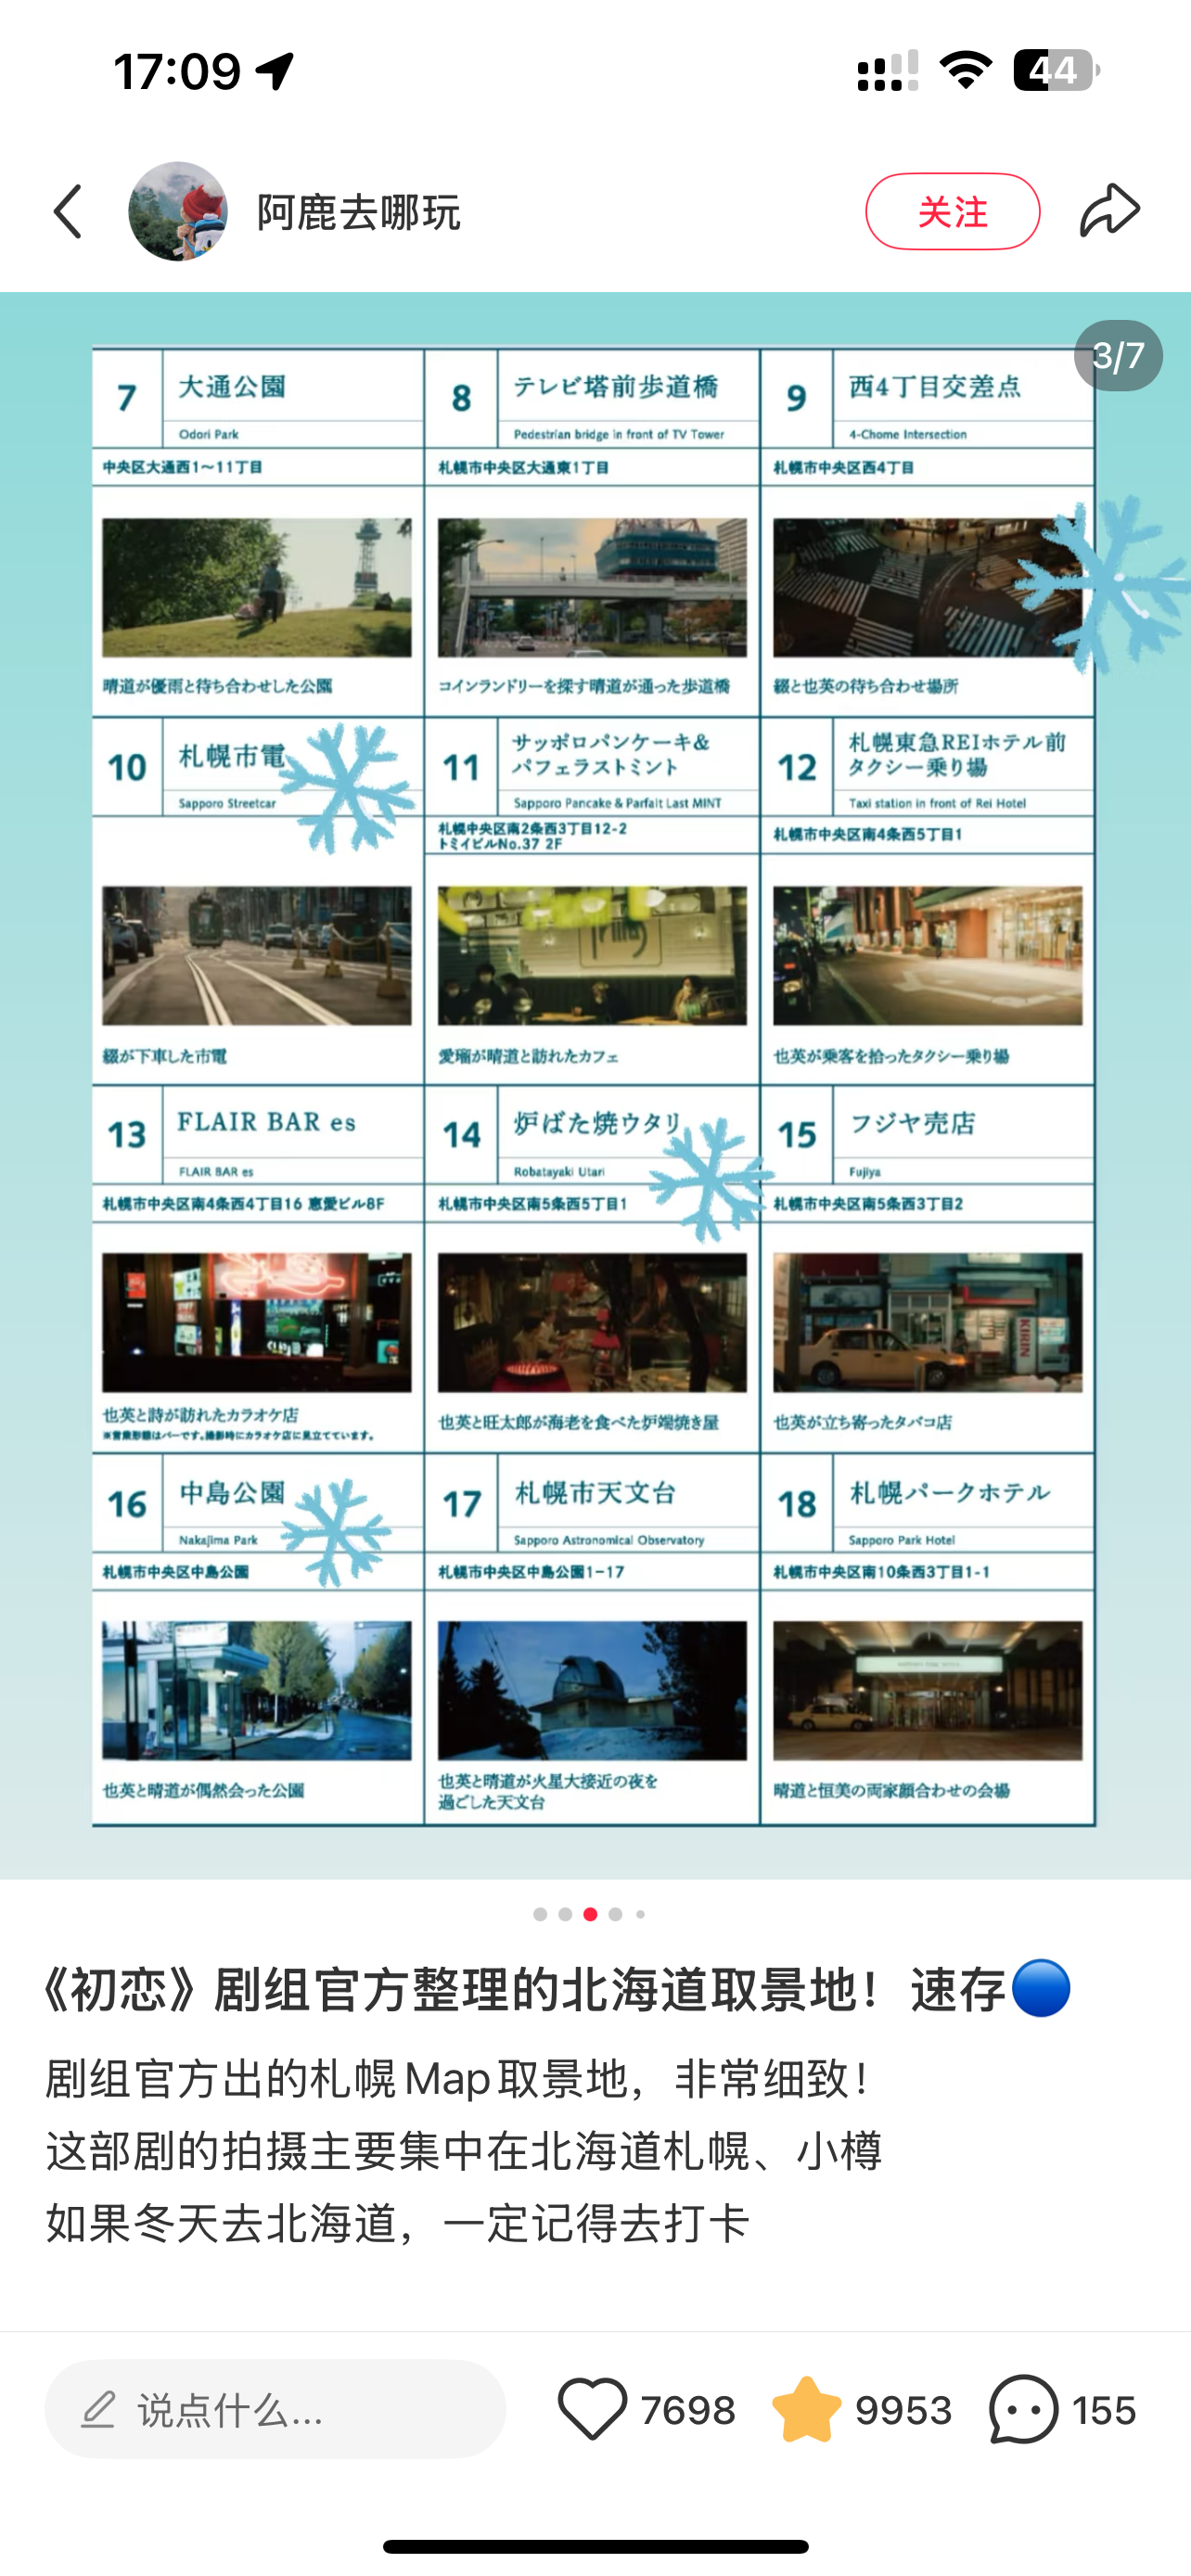 17:09
44
阿鹿去哪玩
关注
3/7
7
大通公園
Odori Park
中央区大通西1〜11丁目
晴道が優雨と待ち合わせした公園
8
テレビ塔前歩道橋
Pedestrian bridge in front of TV Tower
札幌市中央区大通東1丁目
コインランドリーを探す晴道が通った歩道橋
9
西4丁目交差点
4-Chome Intersection
札幌市中央区西4丁目
綴と也英の待ち合わせ場所
10
札幌市電
Sapporo Streetcar
綴が下車した市電
11
サッポロパンケーキ&
パフェラストミント
Sapporo Pancake & Parfait Last MINT
札幌中央区南2条西3丁目12-2
トミイビルNo.37 2F
愛瑠が晴道と訪れたカフェ
12
札幌東急REIホテル前
タクシー乗り場
Taxi station in front of Rei Hotel
札幌市中央区南4条西5丁目1
也英が乗客を拾ったタクシー乗り場
13
FLAIR BAR es
FLAIR BAR es
札幌市中央区南4条西4丁目16 恵愛ビル8F
也英と詩が訪れたカラオケ店
※営業形態はバーです。撮影時にカラオケ店に見立てています。
14
炉ばた焼ウタリ
Robatayaki Utari
札幌市中央区南5条西5丁目1
也英と旺太郎が海老を食べた炉端焼き屋
15
フジヤ売店
Fujiya
札幌市中央区南5条西3丁目2
KIRIN
也英が立ち寄ったタバコ店
16
中島公園
Nakajima Park
札幌市中央区中島公園
也英と晴道が偶然会った公園
17
札幌市天文台
Sapporo Astronomical Observatory
札幌市中央区中島公園1−17
也英と晴道が火星大接近の夜を
過ごした天文台
18
札幌パークホテル
Sapporo Park Hotel
札幌市中央区南10条西3丁目1-1
晴道と恒美の両家顔合わせの会場
《初恋》剧组官方整理的北海道取景地！速存🔵
剧组官方出的札幌Map取景地，非常细致！
这部剧的拍摄主要集中在北海道札幌、小樽
如果冬天去北海道，一定记得去打卡
说点什么...
7698
9953
155